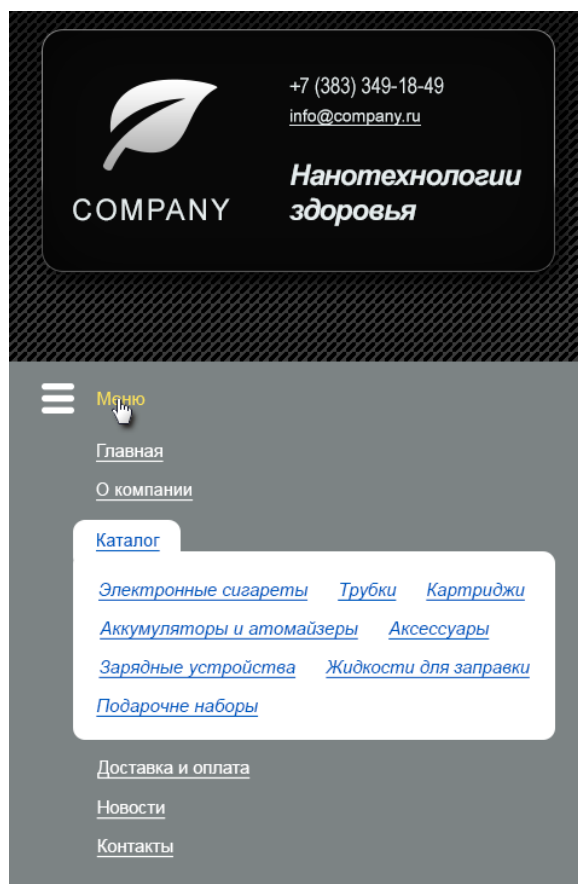 +7 (383) 349-18-49
info@company.ru
COMPANY
Нанотехнологии
здоровья
Меню
Главная
О компании
Каталог
Электронные сигареты Трубки Картриджи
Аккумуляторы и атомайзеры Аксессуары
Зарядные устройства Жидкости для заправки
Подарочне наборы
Доставка и оплата
Новости
Контакты